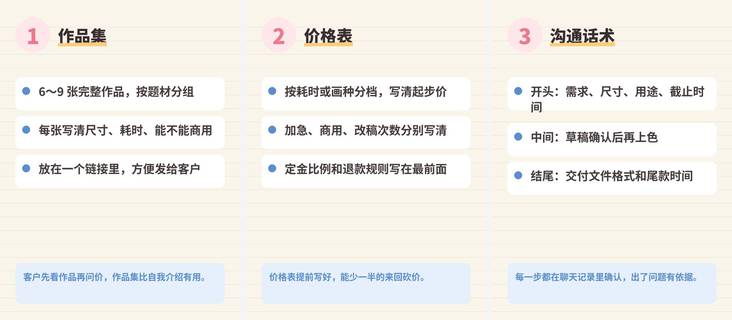 1 作品集
6～9 张完整作品，按题材分组
每张写清尺寸、耗时、能不能商用
放在一个链接里，方便发给客户
客户先看作品再问价，作品集比自我介绍有用。
2 价格表
按耗时或画种分档，写清起步价
加急、商用、改稿次数分别写清
定金比例和退款规则写在最前面
价格表提前写好，能少一半的来回砍价。
3 沟通话术
开头：需求、尺寸、用途、截止时
间
中间：草稿确认后再上色
结尾：交付文件格式和尾款时间
每一步都在聊天记录里确认，出了问题有依据。